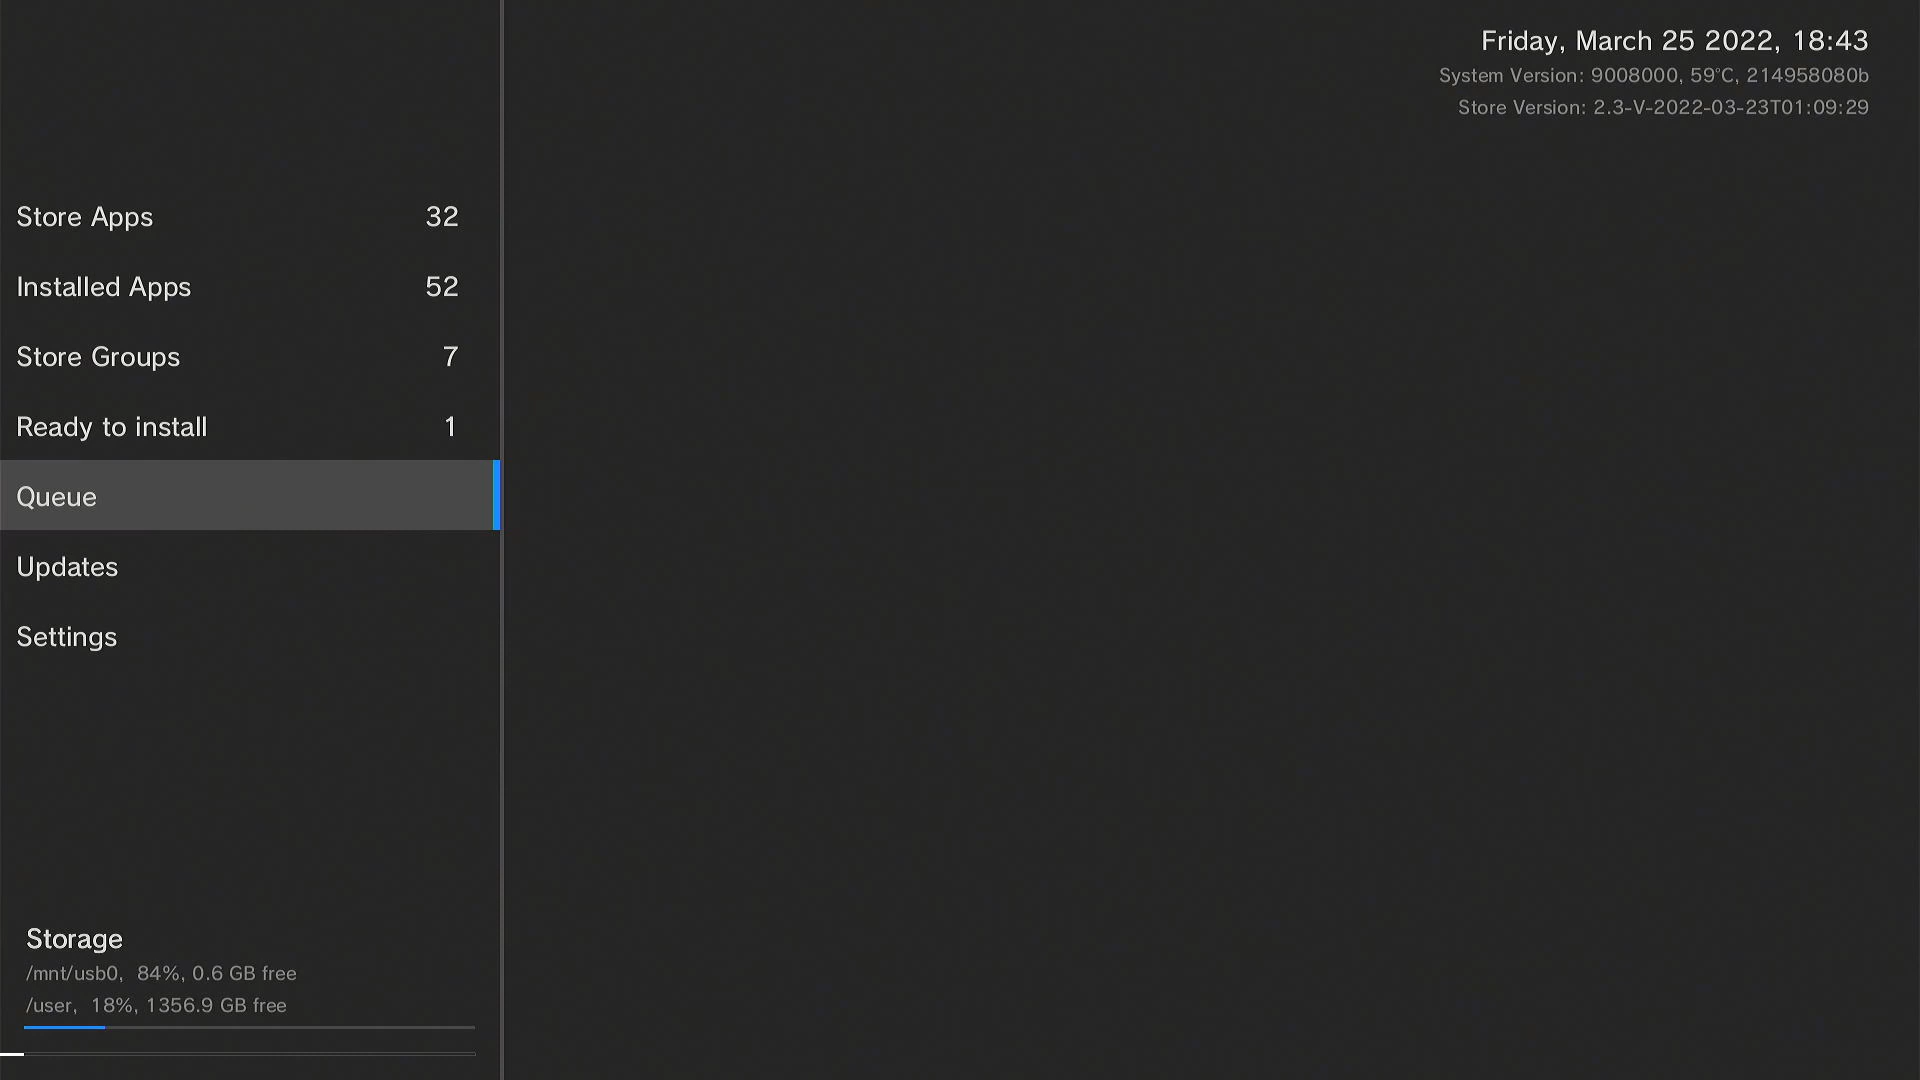 Friday, March 25 2022, 18:43
System Version: 9008000, 59°C, 214958080b
Store Version: 2.3-V-2022-03-23T01:09:29
Store Apps 32
Installed Apps 52
Store Groups 7
Ready to install 1
Queue
Updates
Settings
Storage
/mnt/usb0, 84%, 0.6 GB free
/user, 18%, 1356.9 GB free